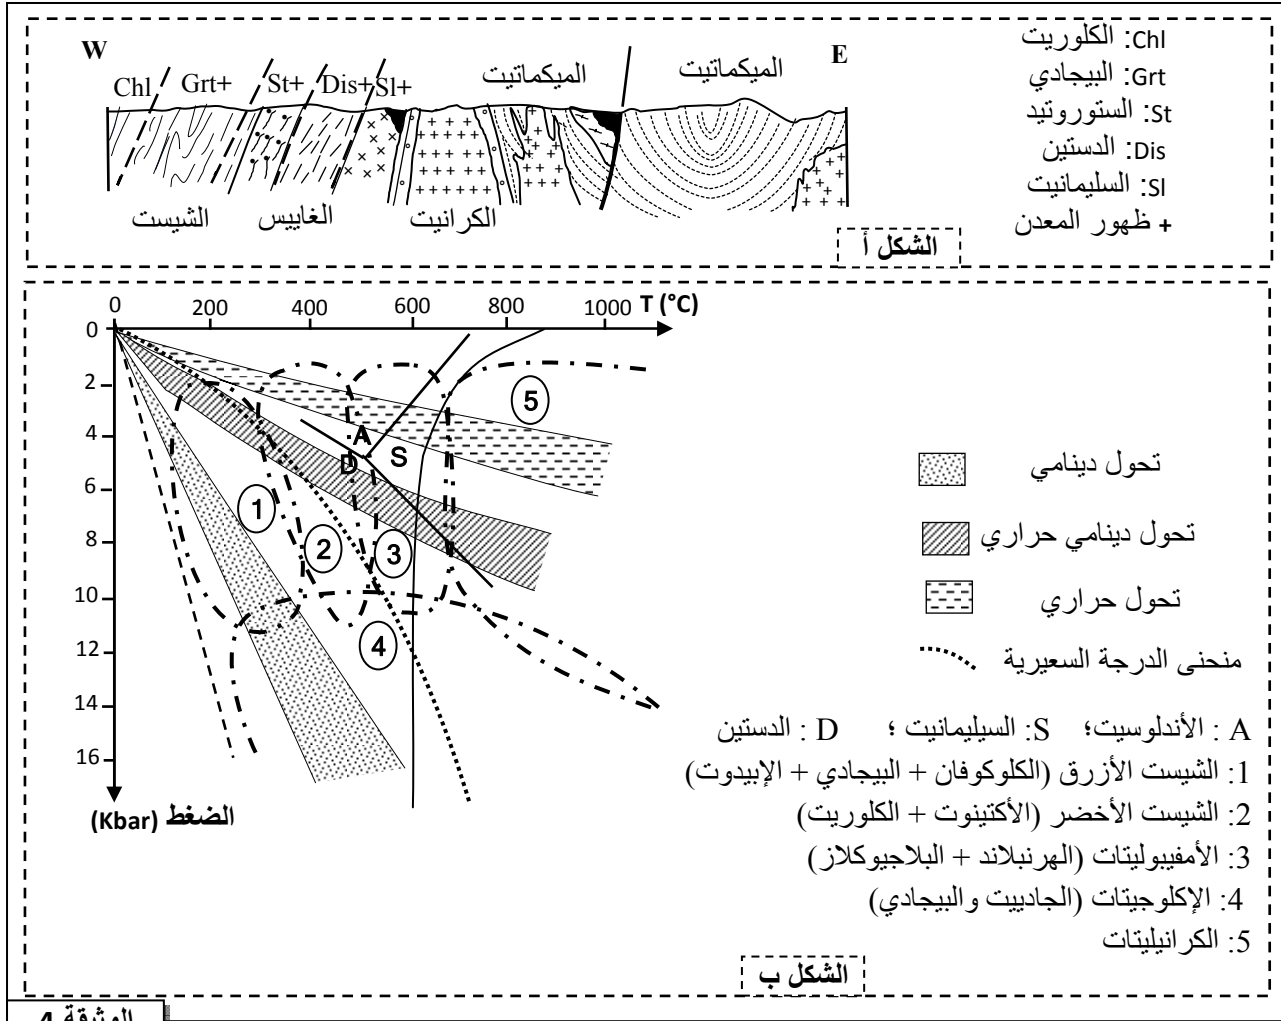 W
E
Chl
Grt+
St+
Dis+
Sl+
الميكماتيت
الميكماتيت
الشيست
الغاييس
الكرانيت
Chl: الكلوريت
Grt: البيجادي
St: الستوروتيد
Dis: الدستين
Sl: السليمانيت
+ ظهور المعدن
الشكل أ
0 200 400 600 800 1000 T (°C)
0
2
4
6
8
10
12
14
16
الضغط (Kbar)
A
D
S
1
2
3
4
5
تحول دينامي
تحول دينامي حراري
تحول حراري
منحنى الدرجة السعيرية
A : الأندلوسيت؛ S: السيليمانيت ؛ D : الدستين
1: الشيست الأزرق (الكلوكوفان + البيجادي + الإبيدوت)
2: الشيست الأخضر (الأكتينوت + الكلوريت)
3: الأمفيبوليتات (الهرنبلاند + البلاجيوكلاز)
4: الإكلوجيتات (الجادييت والبيجادي)
5: الكرانيليتات
الشكل ب
الوثيقة 4